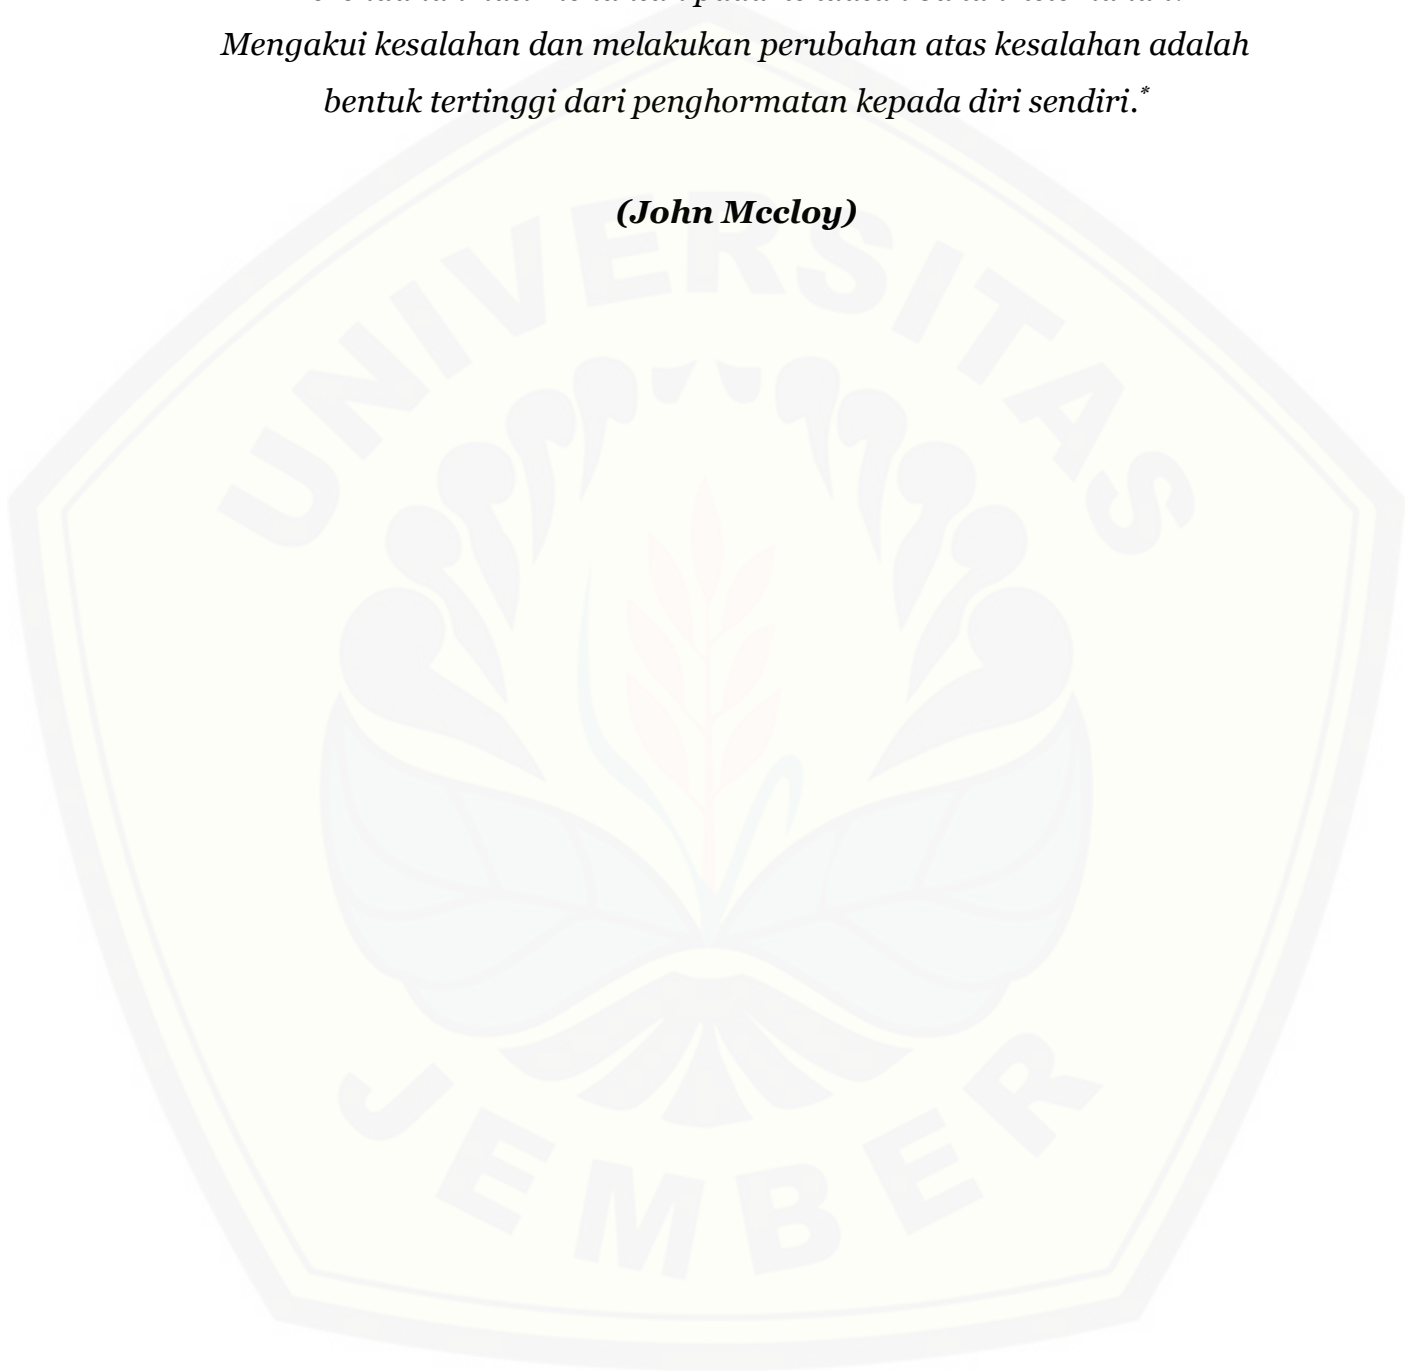 Mengakui kesalahan dan melakukan perubahan atas kesalahan adalah
bentuk tertinggi dari penghormatan kepada diri sendiri.*
(John Mccloy)
UNIVERSITAS
JEMBER